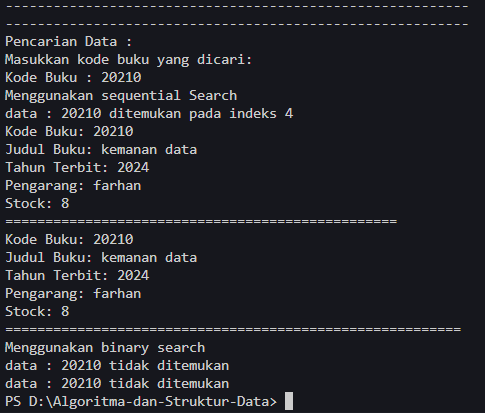 ----------------------------------------------------------
----------------------------------------------------------
Pencarian Data :
Masukkan kode buku yang dicari:
Kode Buku : 20210
Menggunakan sequential Search
data : 20210 ditemukan pada indeks 4
Kode Buku: 20210
Judul Buku: kemanan data
Tahun Terbit: 2024
Pengarang: farhan
Stock: 8
=================================================
Kode Buku: 20210
Judul Buku: kemanan data
Tahun Terbit: 2024
Pengarang: farhan
Stock: 8
=========================================================
Menggunakan binary search
data : 20210 tidak ditemukan
data : 20210 tidak ditemukan
PS D:\Algoritma-dan-Struktur-Data>